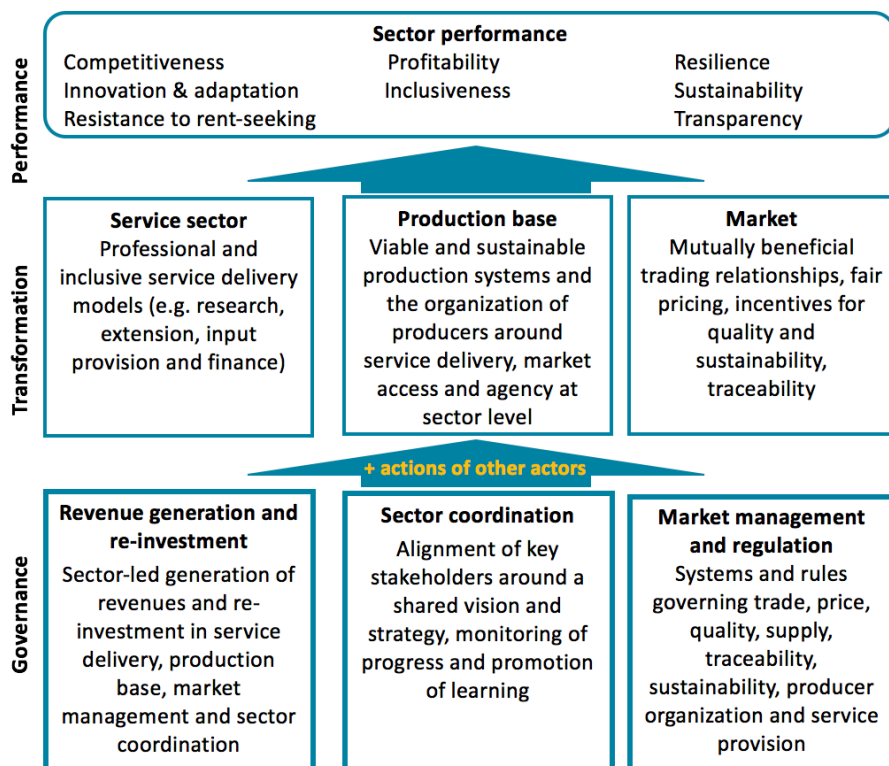 Performance
Sector performance
Competitiveness
Innovation & adaptation
Resistance to rent-seeking
Profitability
Inclusiveness
Resilience
Sustainability
Transparency
Transformation
Service sector
Professional and
inclusive service delivery
models (e.g. research,
extension, input
provision and finance)
Production base
Viable and sustainable
production systems and
the organization of
producers around
service delivery, market
access and agency at
sector level
Market
Mutually beneficial
trading relationships, fair
pricing, incentives for
quality and
sustainability,
traceability
+ actions of other actors
Governance
Revenue generation and
re-investment
Sector-led generation of
revenues and re-
investment in service
delivery, production
base, market
management and sector
coordination
Sector coordination
Alignment of key
stakeholders around a
shared vision and
strategy, monitoring of
progress and promotion
of learning
Market management
and regulation
Systems and rules
governing trade, price,
quality, supply,
traceability,
sustainability, producer
organization and service
provision